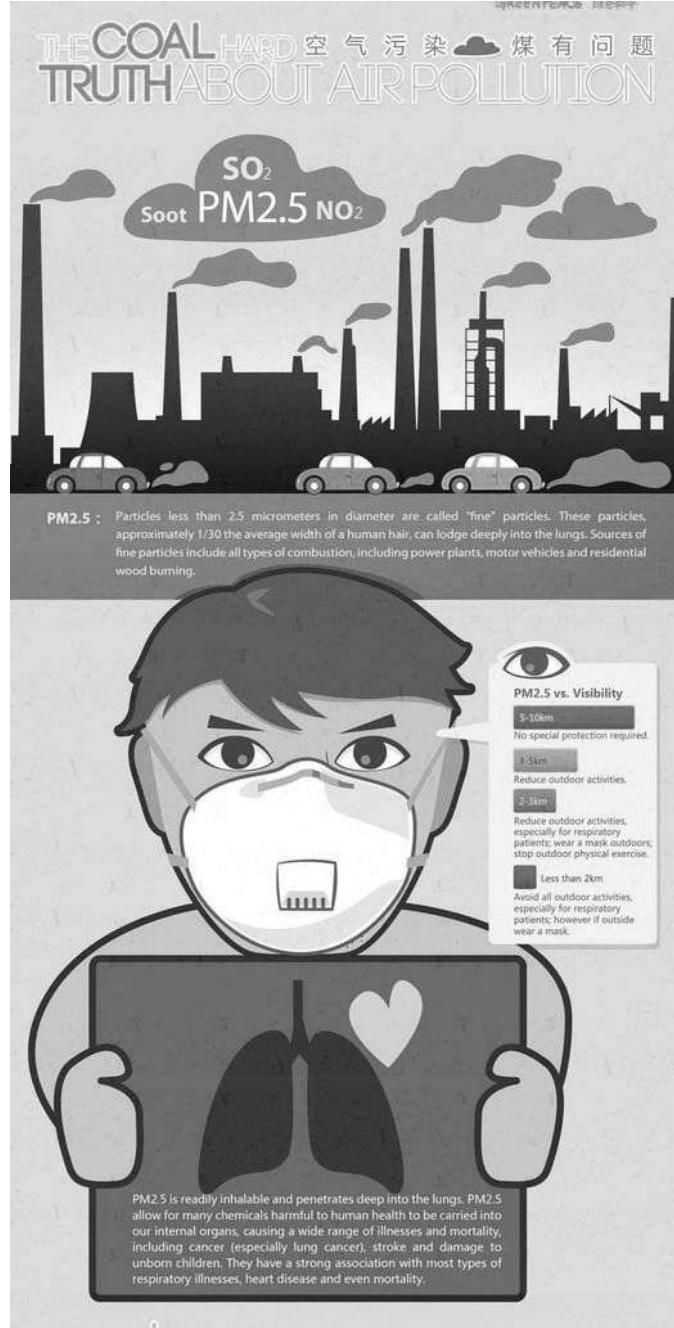 GREENPEACE 绿色和平
THE COAL HARD 空气污染 煤有问题
TRUTH ABOUT AIR POLLUTION
SO2
Soot PM2.5 NO2
PM2.5 : Particles less than 2.5 micrometers in diameter are called "fine" particles. These particles,
approximately 1/30 the average width of a human hair, can lodge deeply into the lungs. Sources of
fine particles include all types of combustion, including power plants, motor vehicles and residential
wood burning.
PM2.5 vs. Visibility
5-10km
No special protection required.
3-5km
Reduce outdoor activities.
2-3km
Reduce outdoor activities,
especially for respiratory
patients; wear a mask outdoors;
stop outdoor physical exercise.
Less than 2km
Avoid all outdoor activities,
especially for respiratory
patients; however if outside
wear a mask.
PM2.5 is readily inhalable and penetrates deep into the lungs. PM2.5
allow for many chemicals harmful to human health to be carried into
our internal organs, causing a wide range of illnesses and mortality,
including cancer (especially lung cancer), stroke and damage to
unborn children. They have a strong association with most types of
respiratory illnesses, heart disease and even mortality.